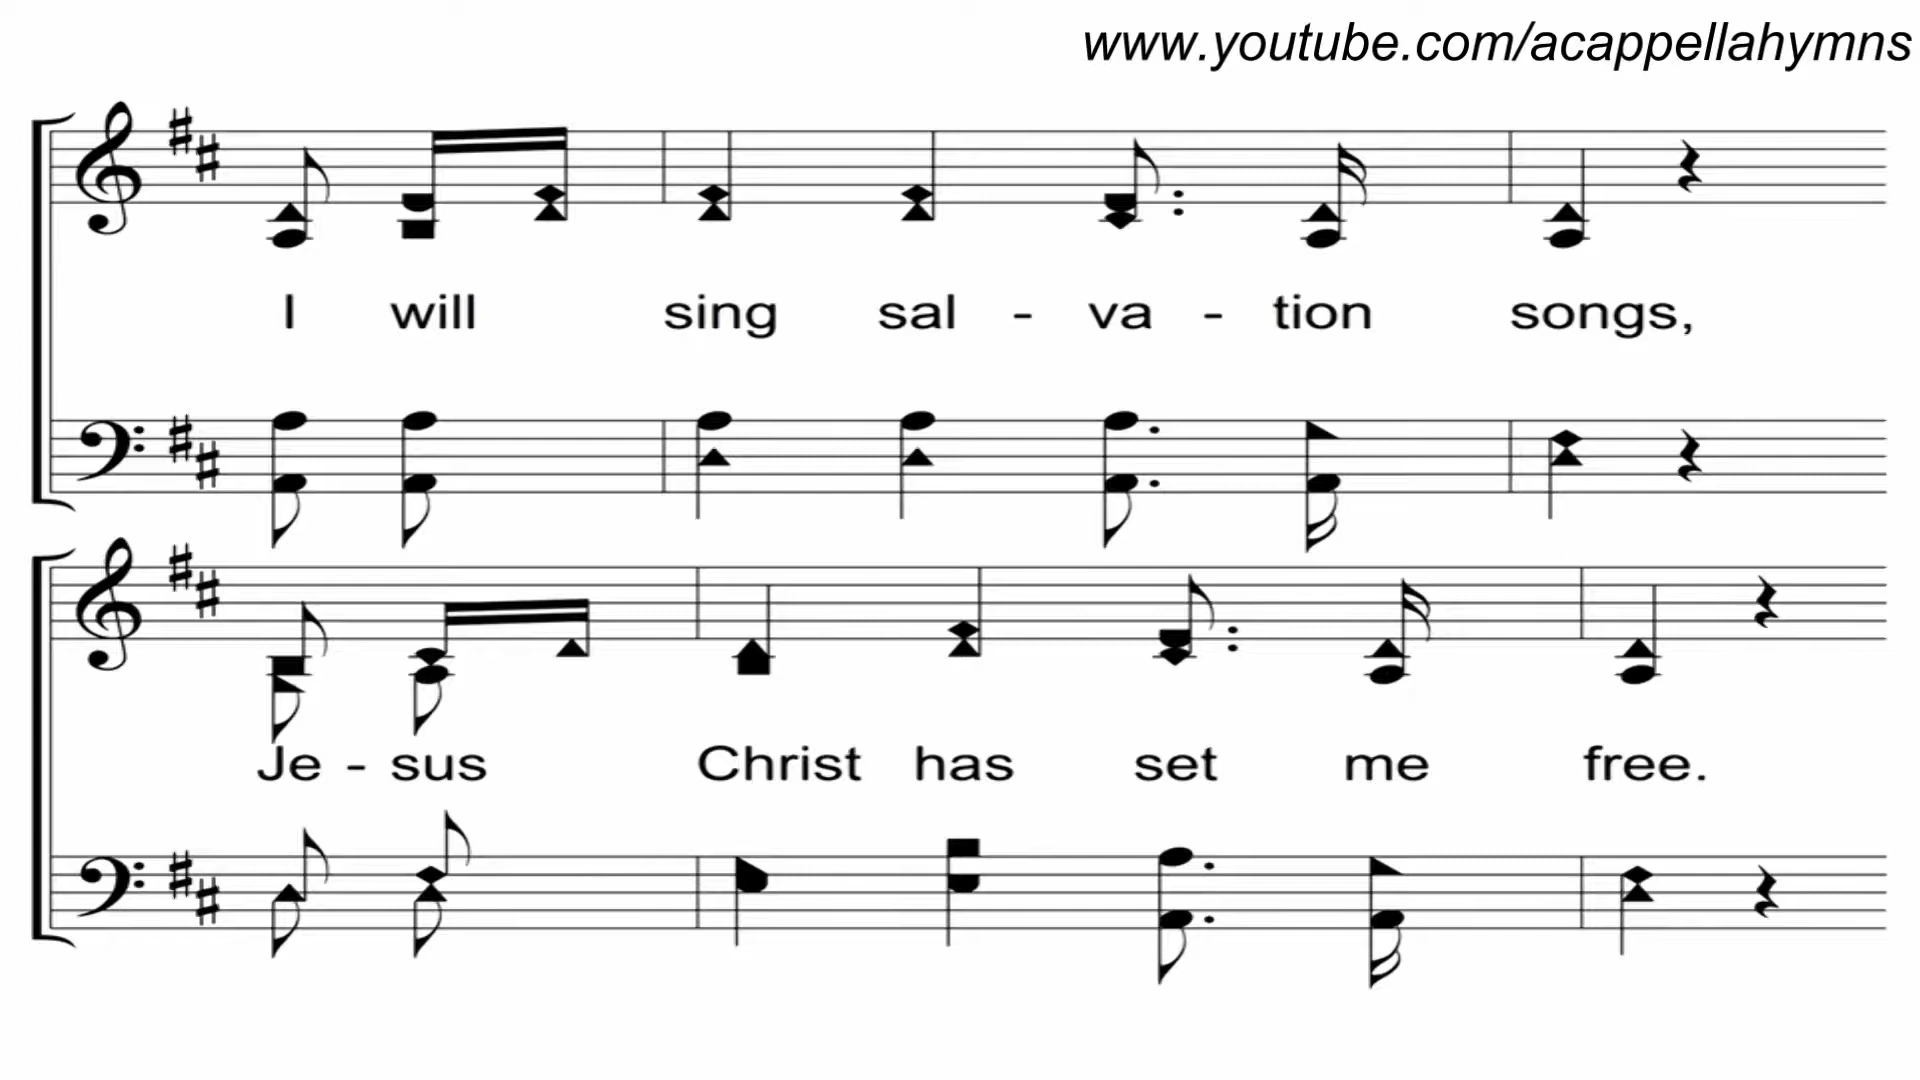 www.youtube.com/acappellahymns
I will sing sal - va - tion songs,
Je - sus Christ has set me free.